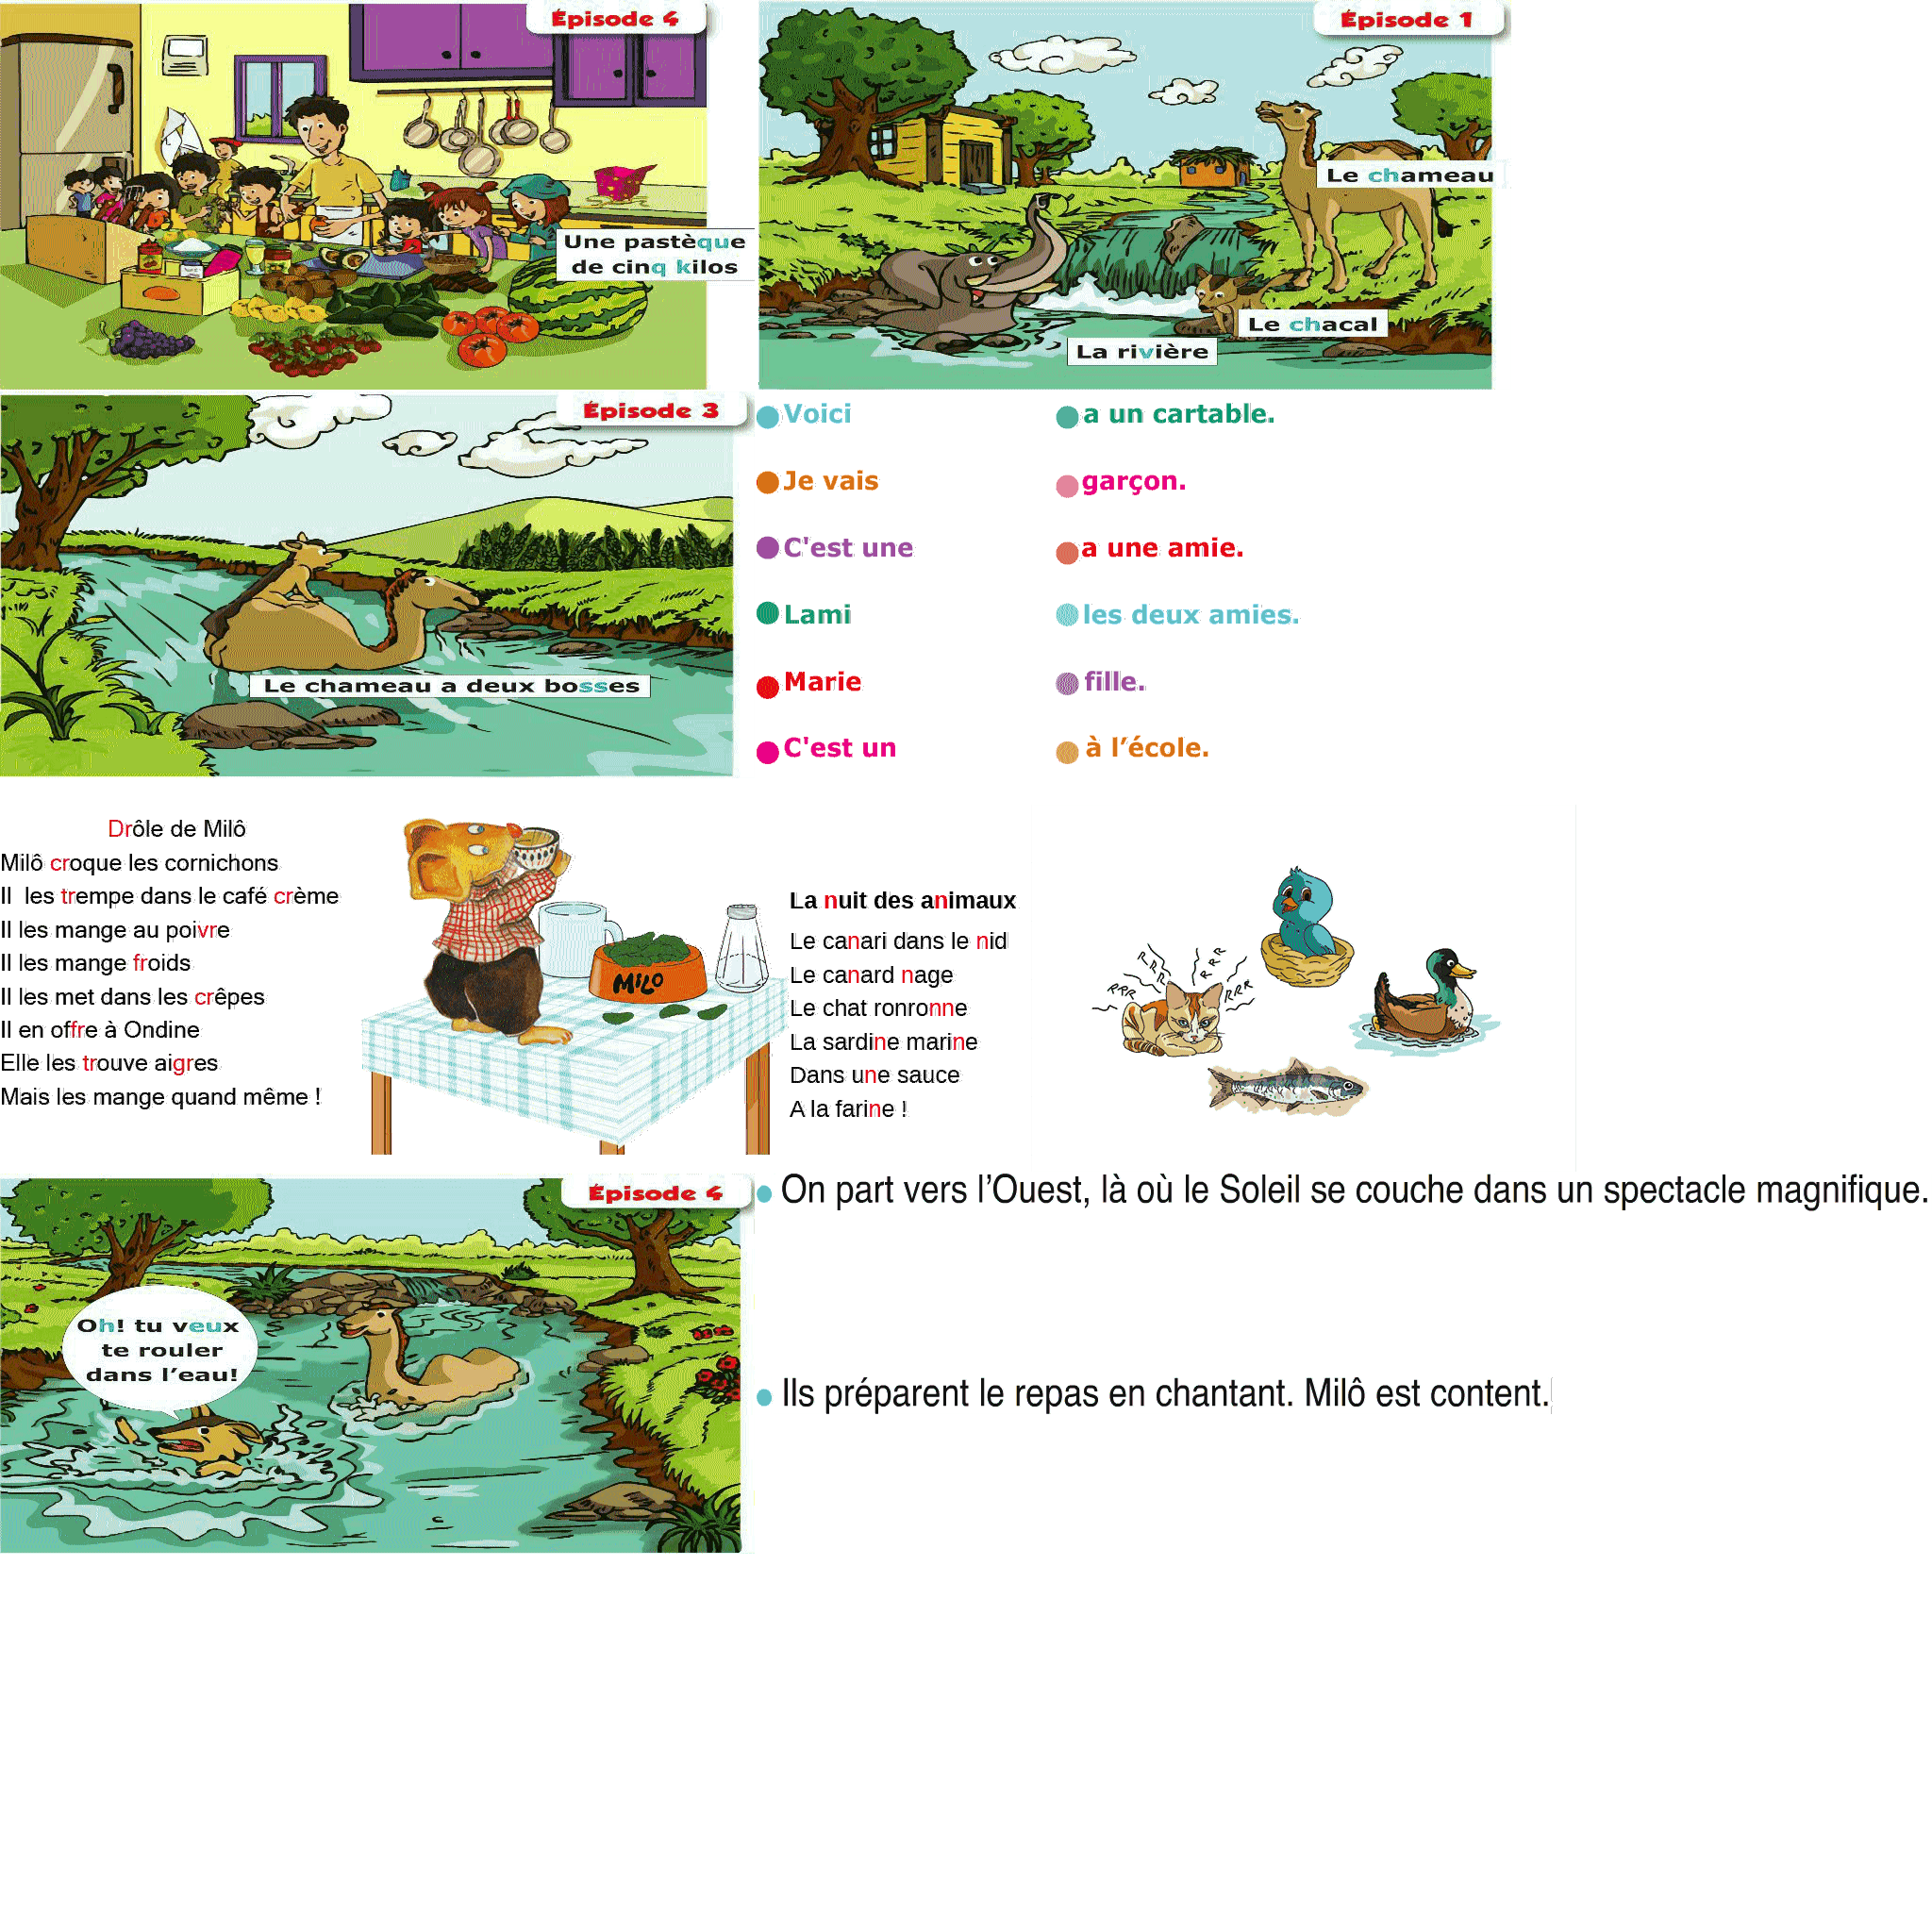 Épisode 4
Une pastèque
de cinq kilos
Épisode 1
Le chameau
Le chacal
La rivière
Épisode 3
Le chameau a deux bosses
Voici
a un cartable.
Je vais
garçon.
C'est une
a une amie.
Lami
les deux amies.
Marie
fille.
C'est un
à l'école.
Drôle de Milô
Milô croque les cornichons
Il les trempe dans le café crème
Il les mange au poivre
Il les mange froids
Il les met dans les crêpes
Il en offre à Ondine
Elle les trouve aigres
Mais les mange quand même !
MILO
La nuit des animaux
Le canari dans le nid
Le canard nage
Le chat ronronne
La sardine marine
Dans une sauce
A la farine !
RRR
RRR
RRR
RRR
Épisode 4
Oh! tu veux
te rouler
dans l'eau!
On part vers l'Ouest, là où le Soleil se couche dans un spectacle magnifique.
Ils préparent le repas en chantant. Milô est content.